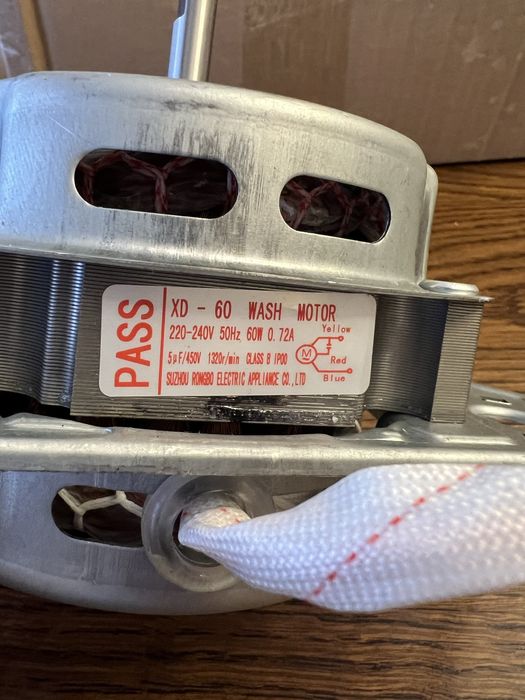 PASS
XD - 60 WASH MOTOR
220-240V 50Hz 60W 0.72A
5μF/450V 1320r/min CLASS B IP00
SUZHOU RONGBO ELECTRIC APPLIANCE CO.,LTD
Yellow
M
Red
Blue